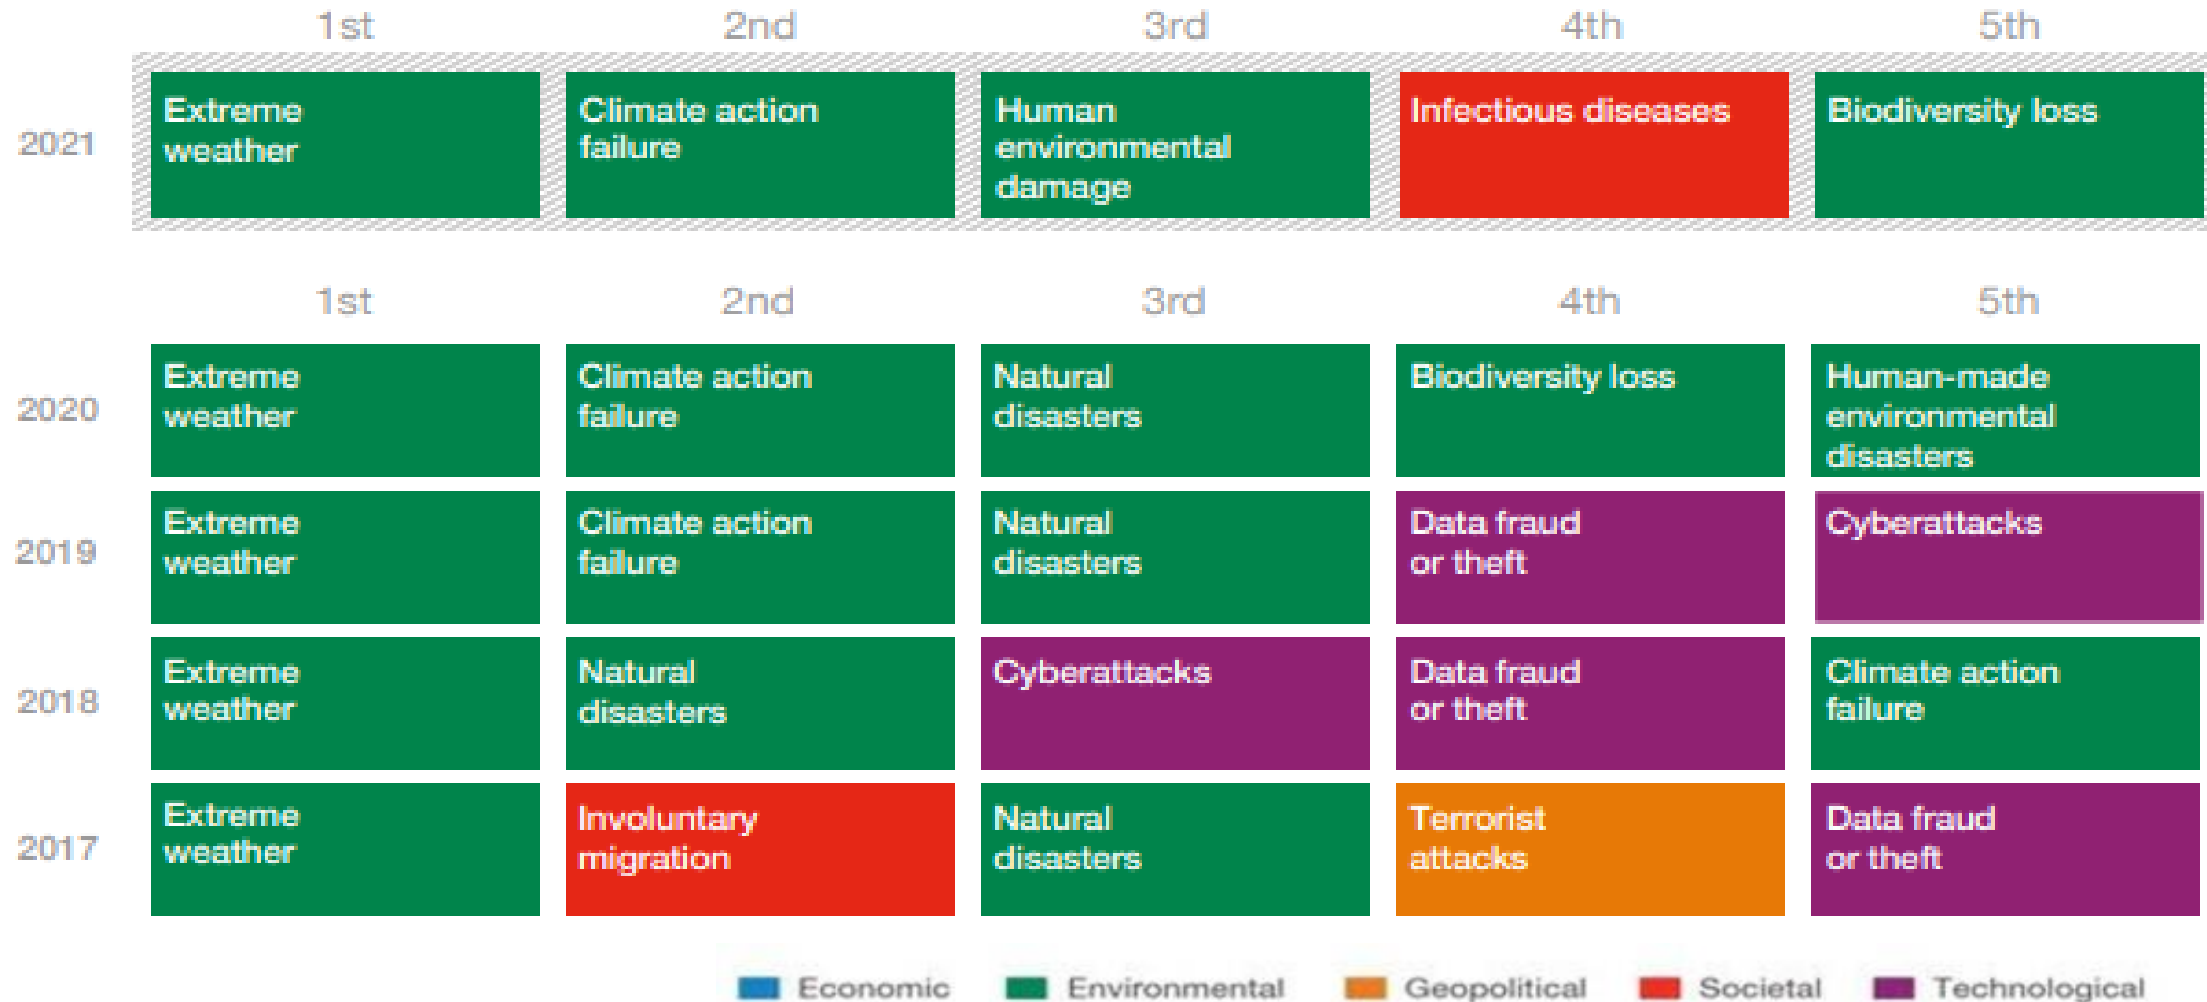 1st 2nd 3rd 4th 5th
2021
Extreme
weather
Climate action
failure
Human
environmental
damage
Infectious diseases
Biodiversity loss
1st 2nd 3rd 4th 5th
2020
Extreme
weather
Climate action
failure
Natural
disasters
Biodiversity loss
Human-made
environmental
disasters
2019
Extreme
weather
Climate action
failure
Natural
disasters
Data fraud
or theft
Cyberattacks
2018
Extreme
weather
Natural
disasters
Cyberattacks
Data fraud
or theft
Climate action
failure
2017
Extreme
weather
Involuntary
migration
Natural
disasters
Terrorist
attacks
Data fraud
or theft
Economic Environmental Geopolitical Societal Technological